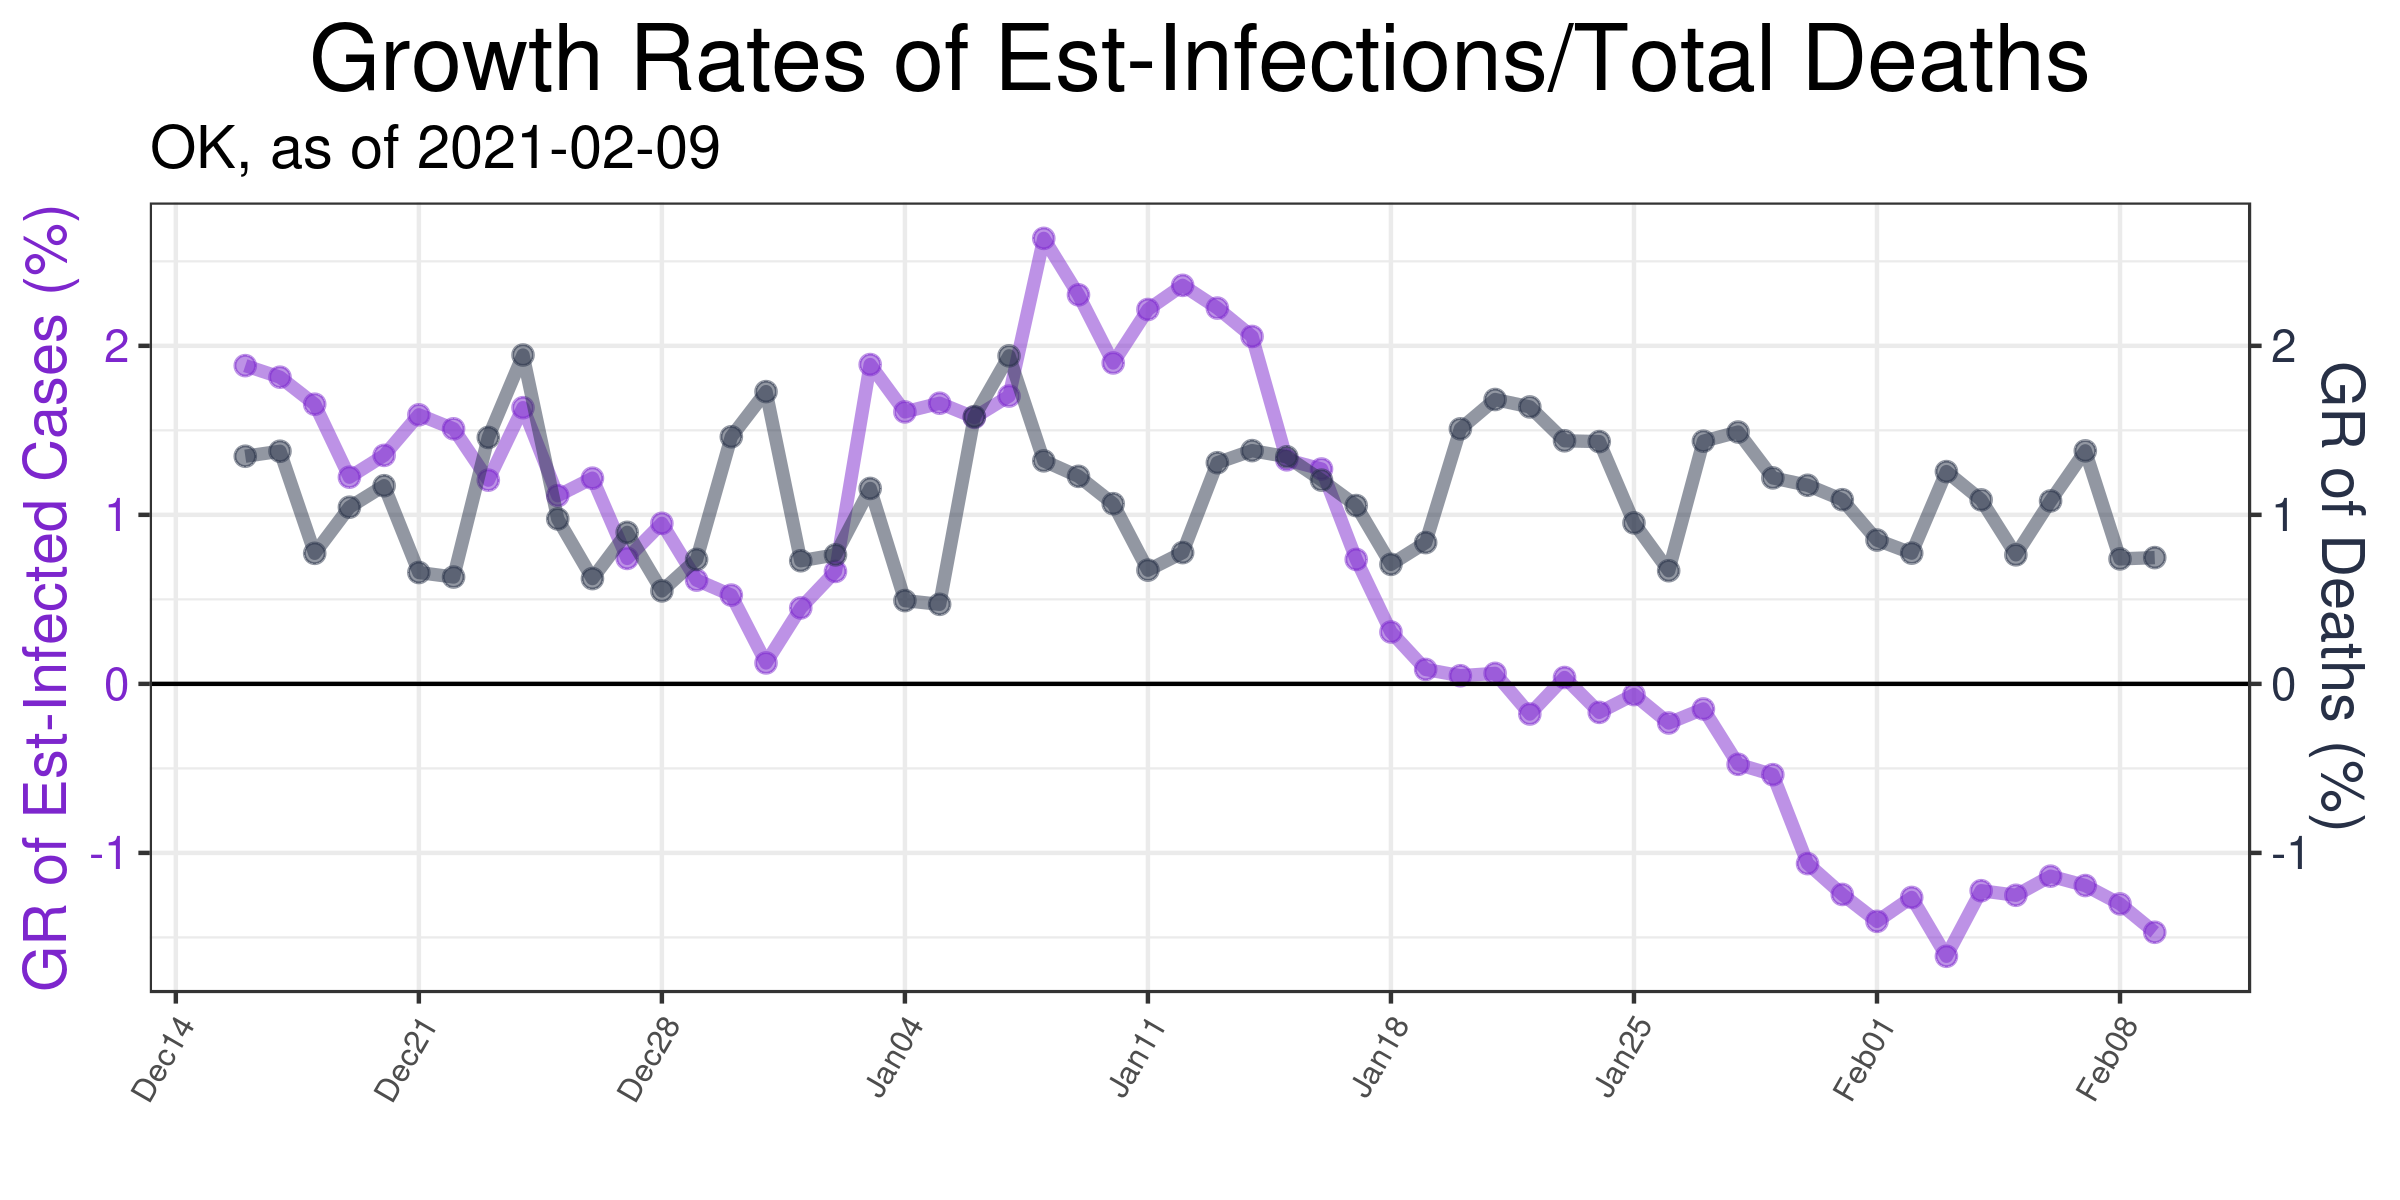 Growth Rates of Est-Infections/Total Deaths
OK, as of 2021-02-09
GR of Est-Infected Cases (%)
2
1
0
-1
2
1
0
-1
GR of Deaths (%)
Dec14
Dec21
Dec28
Jan04
Jan11
Jan18
Jan25
Feb01
Feb08